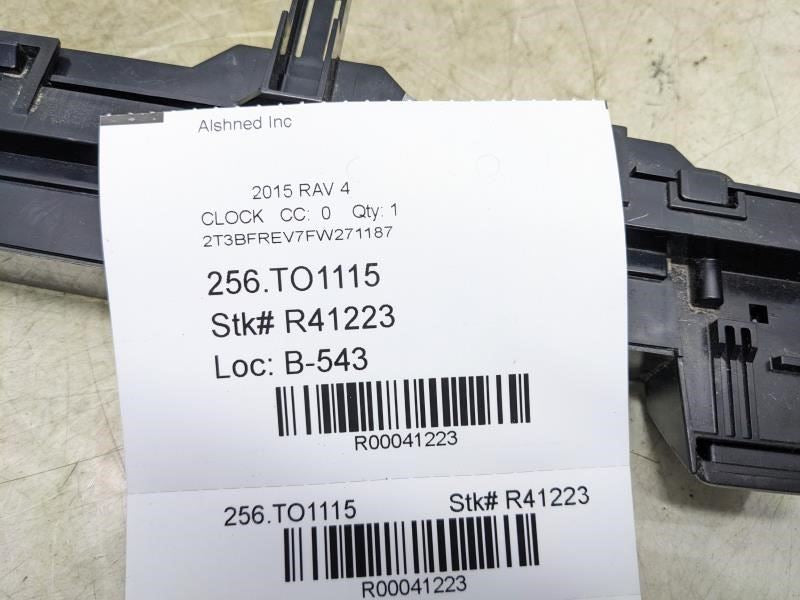 Alshned Inc
2015 RAV 4
CLOCK CC: 0 Qty: 1
2T3BFREV7FW271187
256.TO1115
Stk# R41223
Loc: B-543
R00041223
256.TO1115 Stk# R41223
R00041223